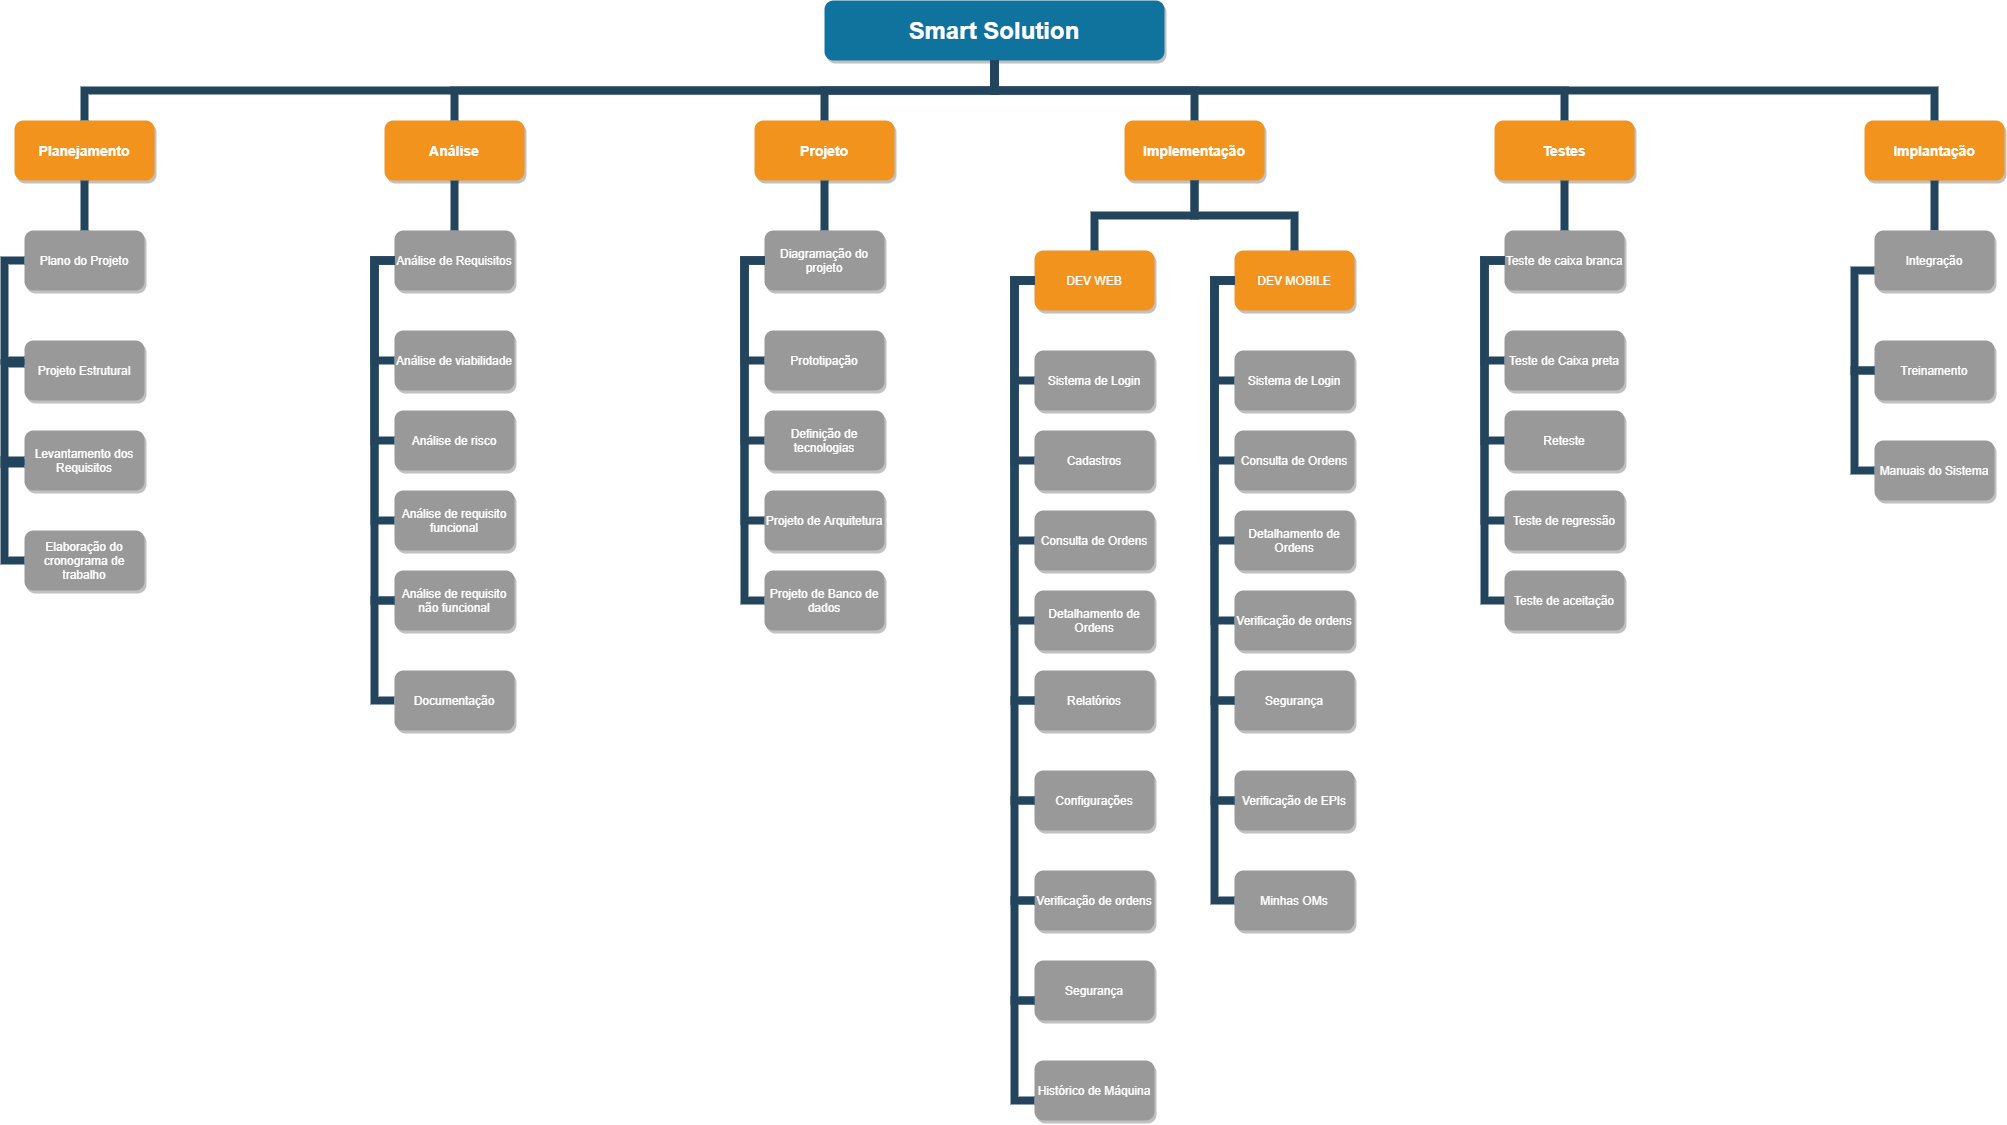 Smart Solution
Planejamento
Análise
Projeto
Implementação
Testes
Implantação
Plano do Projeto
Projeto Estrutural
Levantamento dos
Requisitos
Elaboração do
cronograma de
trabalho
Análise de Requisitos
Análise de viabilidade
Análise de risco
Análise de requisito
funcional
Análise de requisito
não funcional
Documentação
Diagramação do
projeto
Prototipação
Definição de
tecnologias
Projeto de Arquitetura
Projeto de Banco de
dados
DEV WEB
Sistema de Login
Cadastros
Consulta de Ordens
Detalhamento de
Ordens
Relatórios
Configurações
Verificação de ordens
Segurança
Histórico de Máquina
DEV MOBILE
Sistema de Login
Consulta de Ordens
Detalhamento de
Ordens
Verificação de ordens
Segurança
Verificação de EPIs
Minhas OMs
Teste de caixa branca
Teste de Caixa preta
Reteste
Teste de regressão
Teste de aceitação
Integração
Treinamento
Manuais do Sistema